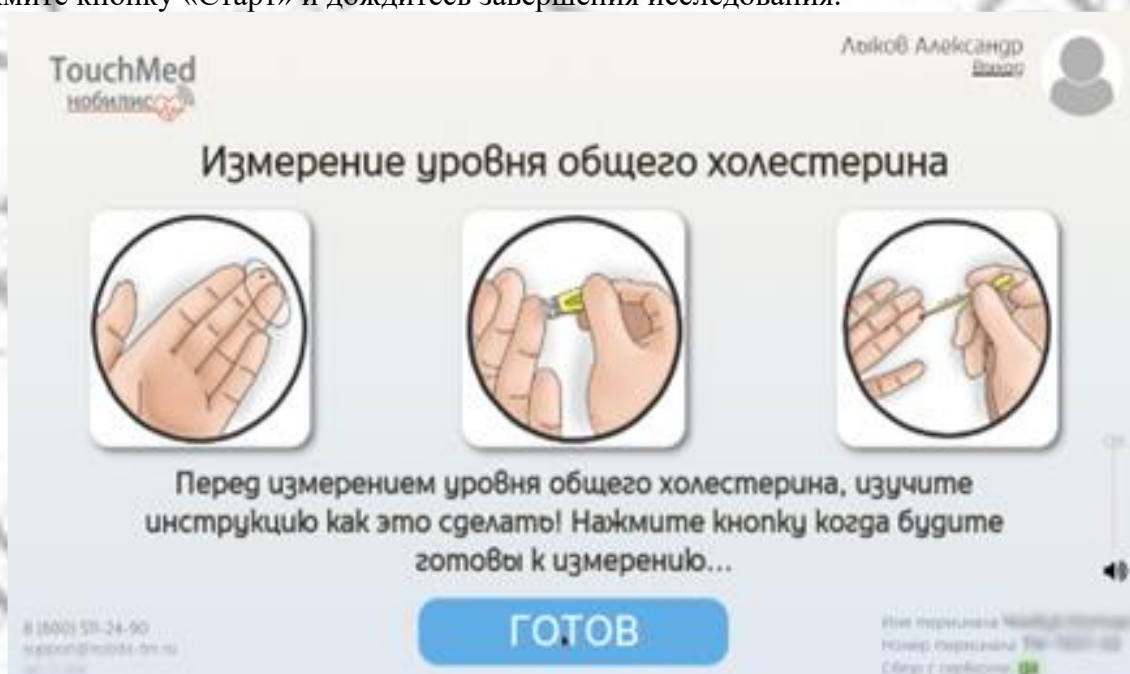 мите кнопку «Старт» и дождитесь завершения исследования.
Лыков Александр
Выход
TouchMed
нобилис
Измерение уровня общего холестерина
Перед измерением уровня общего холестерина, изучите
инструкцию как это сделать! Нажмите кнопку когда будите
готовы к измерению...
ГОТОВ
8 (800) 511-24-90
Имя терминала
Номер терминала
Связь с сервером: